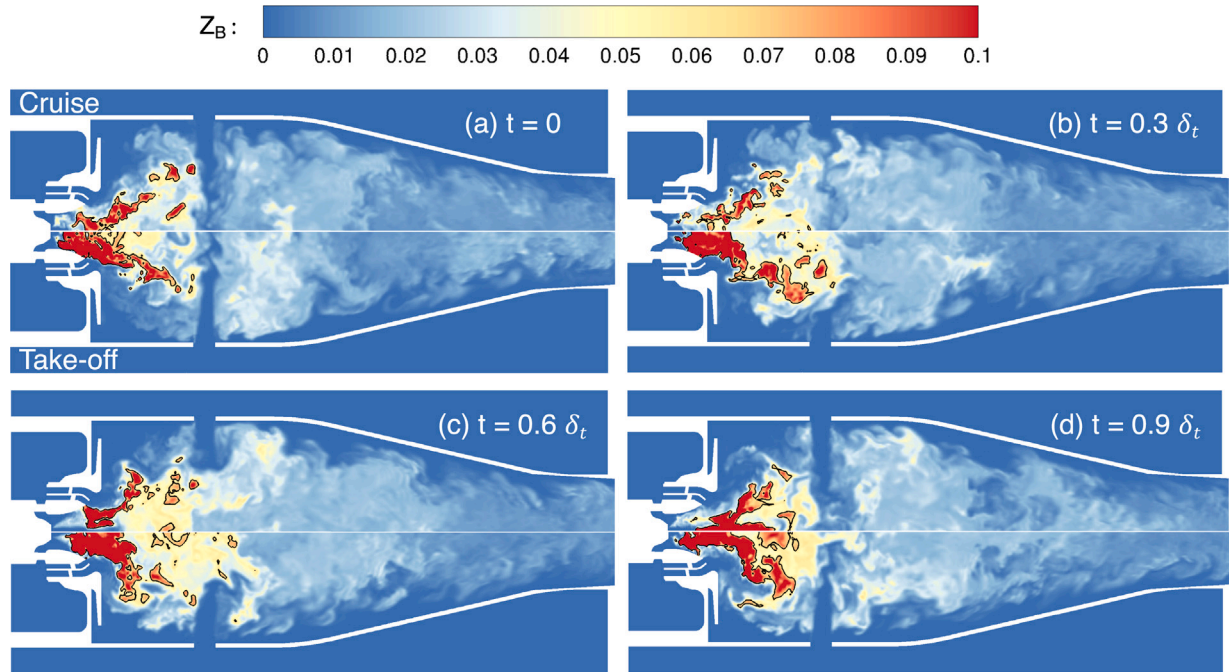 Z_B :
0 0.01 0.02 0.03 0.04 0.05 0.06 0.07 0.08 0.09 0.1
Cruise
(a) t = 0
(b) t = 0.3 δ_t
Take-off
(c) t = 0.6 δ_t
(d) t = 0.9 δ_t